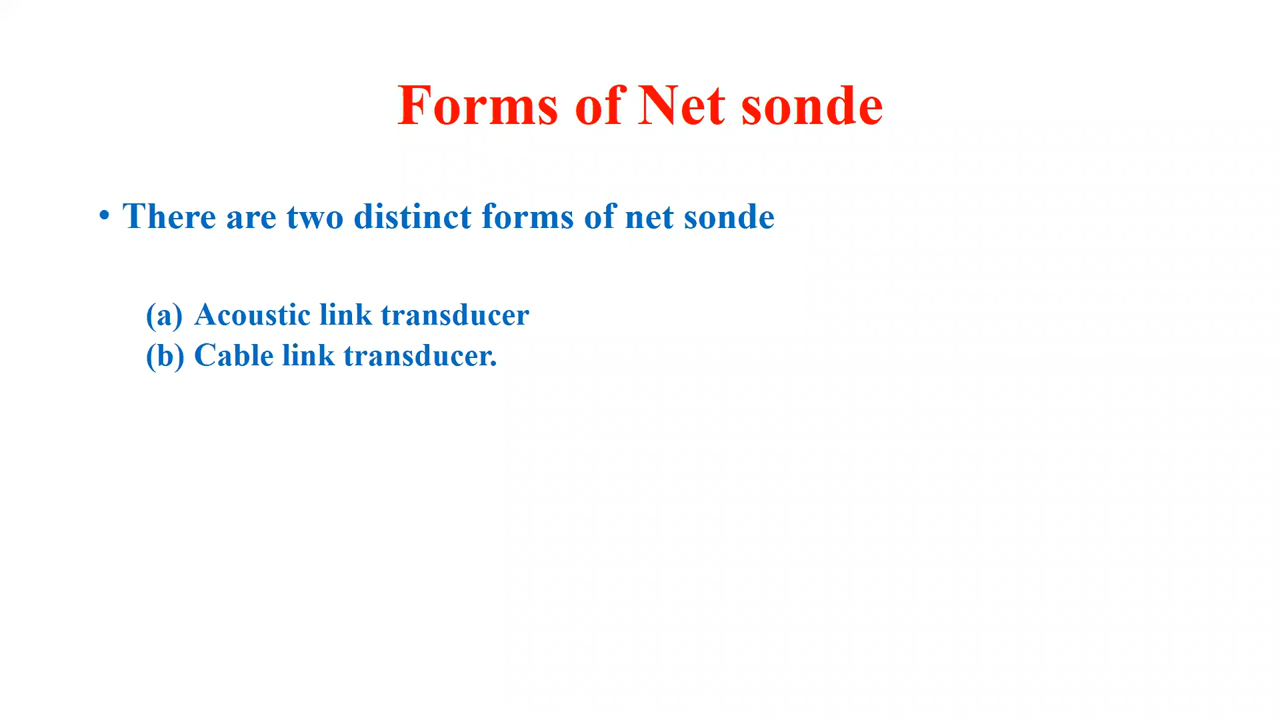 Forms of Net sonde
• There are two distinct forms of net sonde
(a) Acoustic link transducer
(b) Cable link transducer.